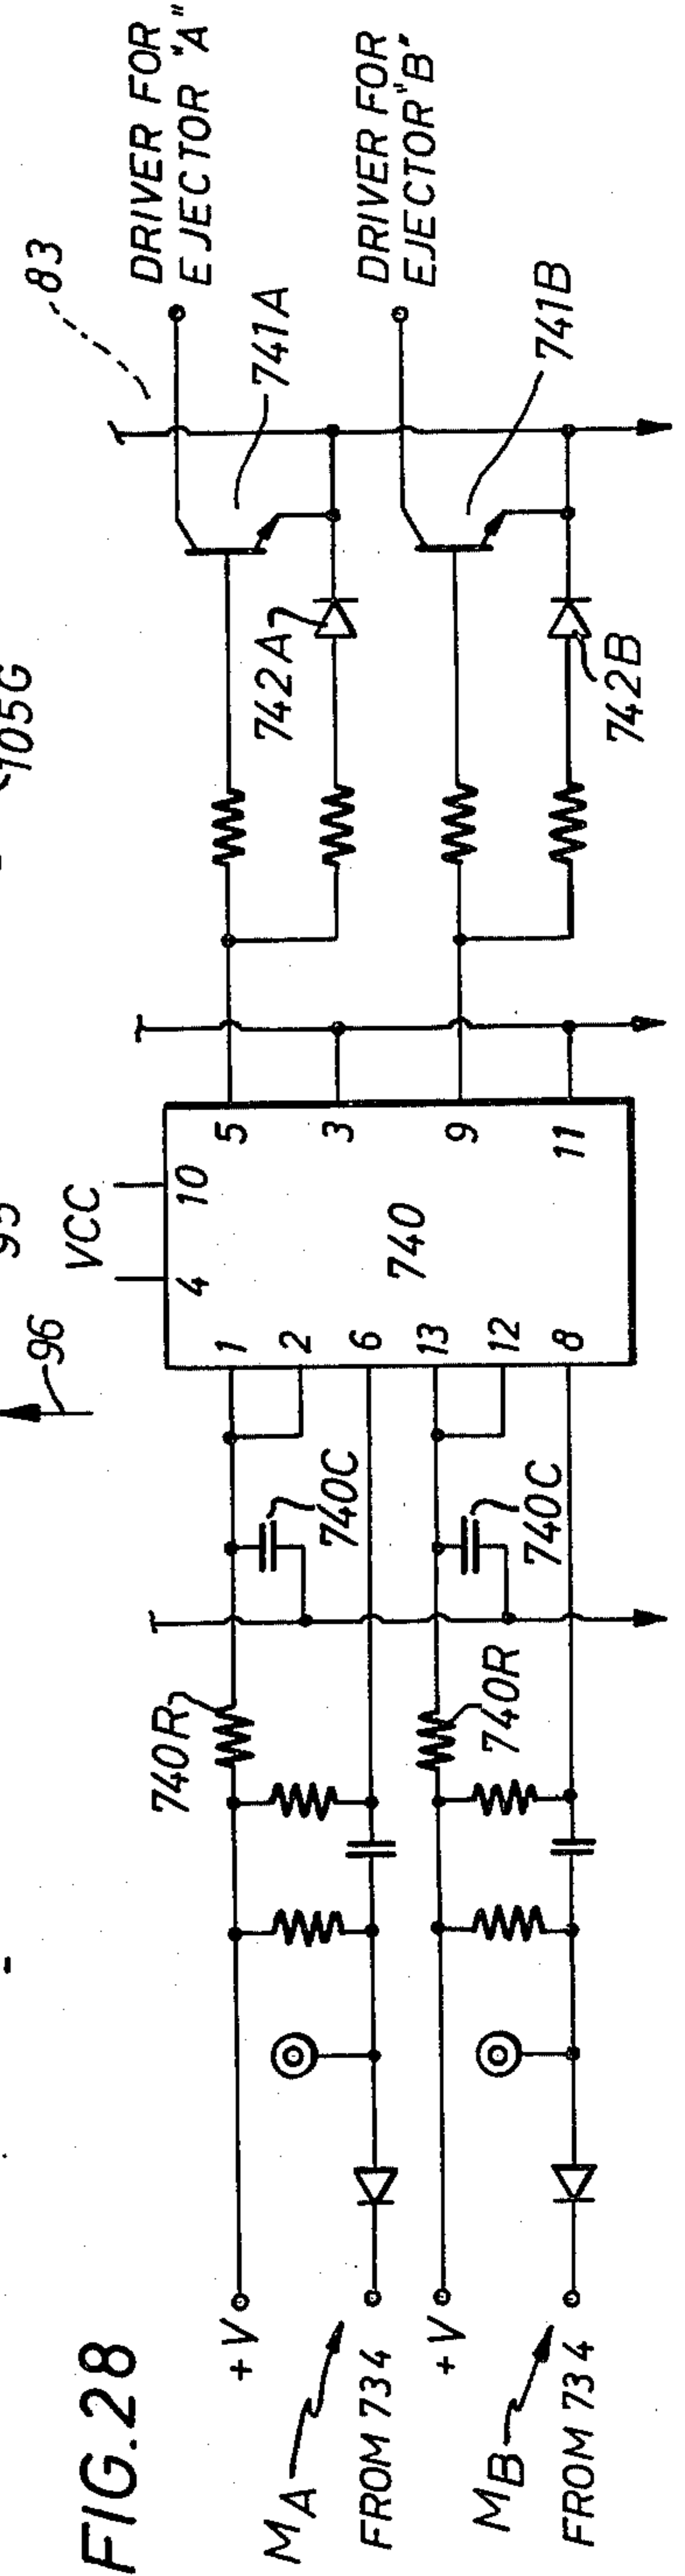 FIG.28
+V
MA
FROM 734
+V
MB
FROM 734
740R
740R
740C
740C
96
95
VCC
4 10
1
2
6
13
12
8
740
5
3
9
11
105G
742A
742B
741A
741B
83
DRIVER FOR
EJECTOR "A"
DRIVER FOR
EJECTOR "B"